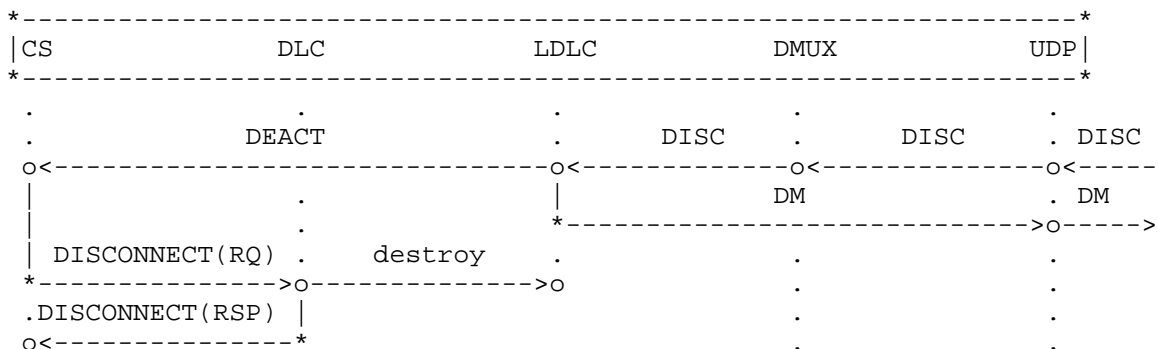 CS DLC LDLC DMUX UDP
DEACT DISC DISC DISC
DM DM
DISCONNECT(RQ) destroy
DISCONNECT(RSP)